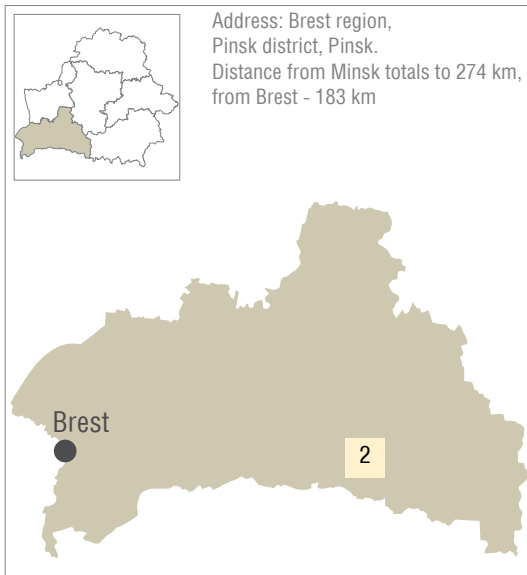 Address: Brest region,
Pinsk district, Pinsk.
Distance from Minsk totals to 274 km,
from Brest - 183 km
Brest
2